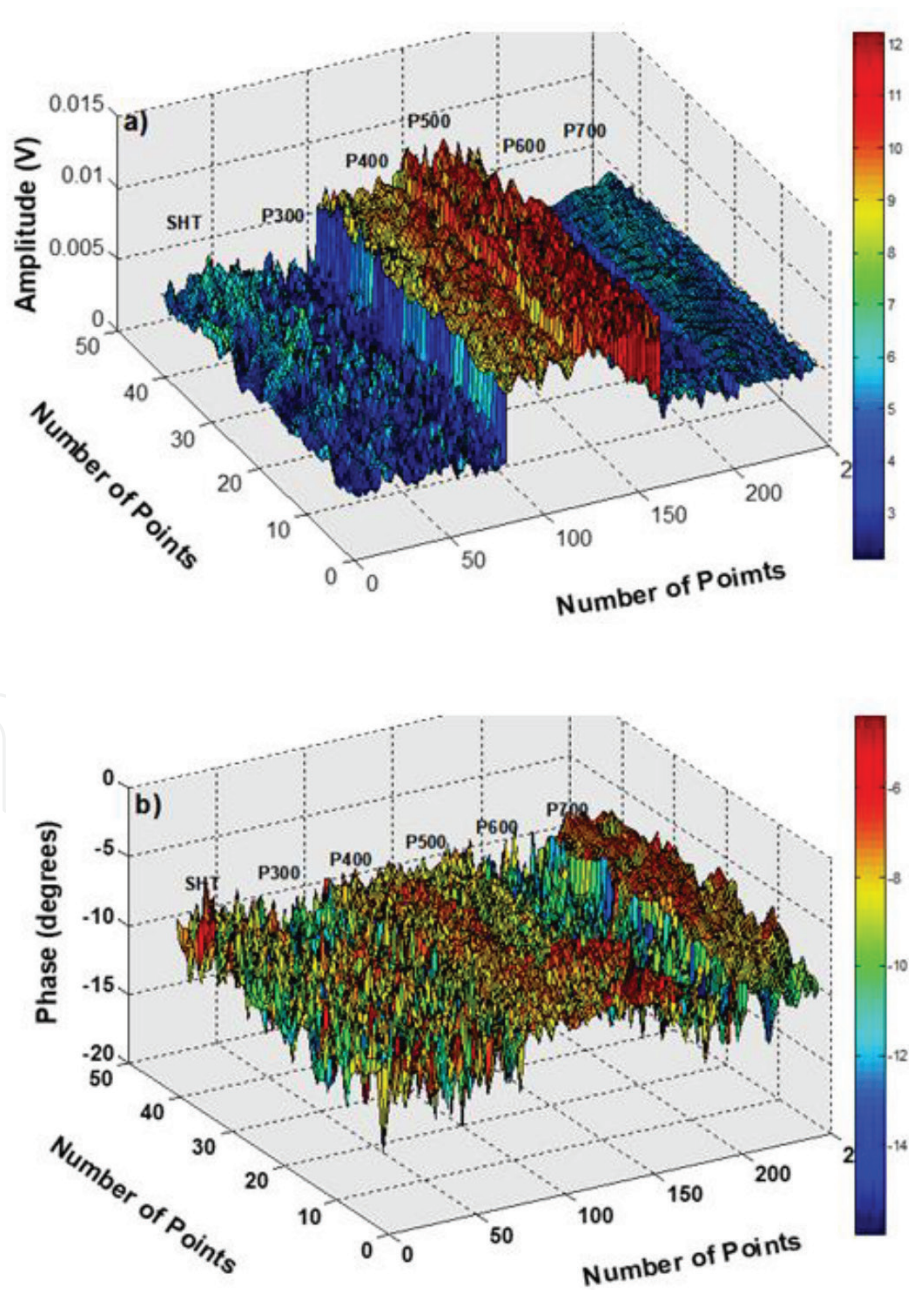 a)
0.015
0.01
0.005
0
Amplitude (V)
SHT
P300
P400
P500
P600
P700
50
40
30
20
10
0
Number of Points
0
50
100
150
200
2
Number of Poimts
12
11
10
9
8
7
6
5
4
3
b)
0
-5
-10
-15
-20
Phase (degrees)
SHT
P300
P400
P500
P600
P700
50
40
30
20
10
0
Number of Points
0
50
100
150
200
2
Number of Points
-6
-8
-10
-12
-14